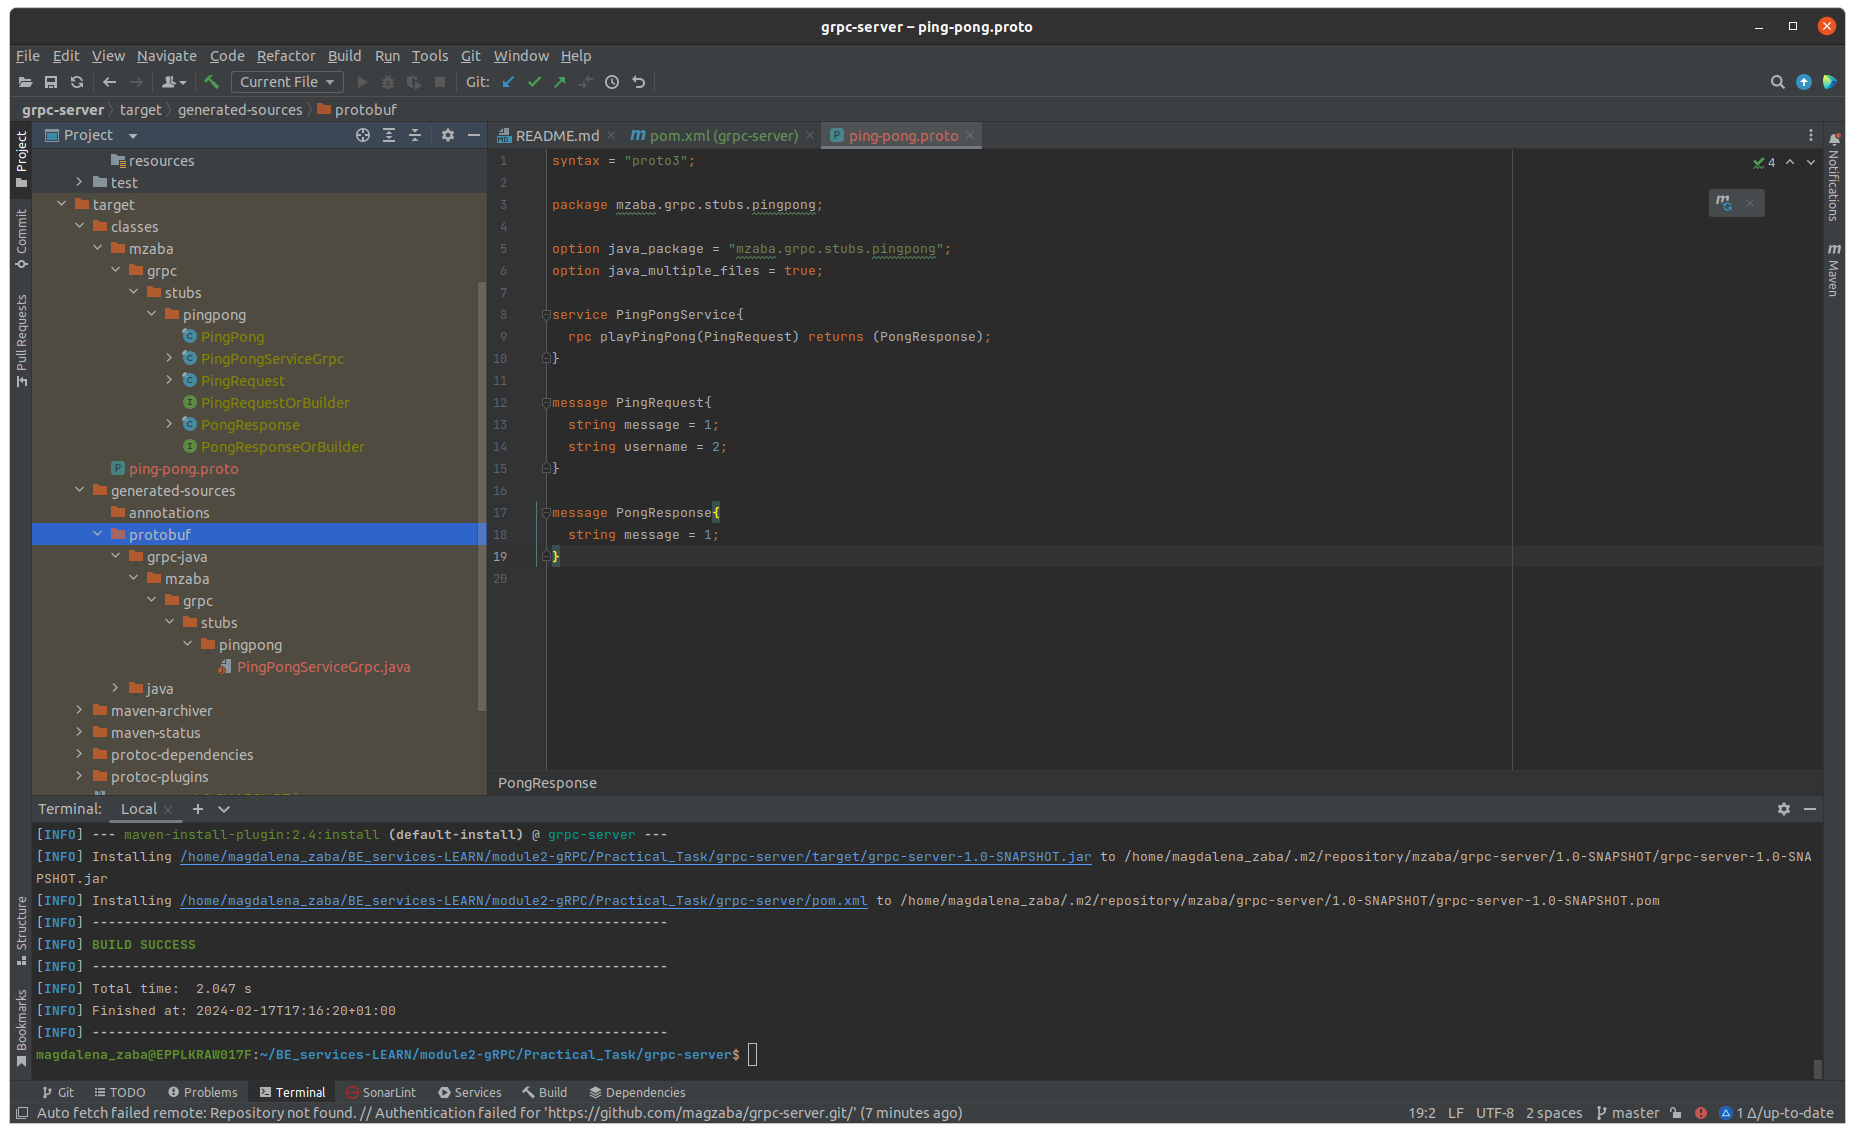 grpc-server – ping-pong.proto
File Edit View Navigate Code Refactor Build Run Tools Git Window Help
Current File Git:
grpc-server target generated-sources protobuf
Project
README.md pom.xml (grpc-server) ping-pong.proto
Project
Commit
Pull Requests
Structure
Bookmarks
Notifications
Maven
resources
test
target
classes
mzaba
grpc
stubs
pingpong
PingPong
PingPongServiceGrpc
PingRequest
PingRequestOrBuilder
PongResponse
PongResponseOrBuilder
ping-pong.proto
generated-sources
annotations
protobuf
grpc-java
mzaba
grpc
stubs
pingpong
PingPongServiceGrpc.java
java
maven-archiver
maven-status
protoc-dependencies
protoc-plugins
4
1 syntax = "proto3";
2
3 package mzaba.grpc.stubs.pingpong;
4
5 option java_package = "mzaba.grpc.stubs.pingpong";
6 option java_multiple_files = true;
7
8 service PingPongService{
9 rpc playPingPong(PingRequest) returns (PongResponse);
10 }
11
12 message PingRequest{
13 string message = 1;
14 string username = 2;
15 }
16
17 message PongResponse{
18 string message = 1;
19 }
20
PongResponse
Terminal: Local
[INFO] --- maven-install-plugin:2.4:install (default-install) @ grpc-server ---
[INFO] Installing /home/magdalena_zaba/BE_services-LEARN/module2-gRPC/Practical_Task/grpc-server/target/grpc-server-1.0-SNAPSHOT.jar to /home/magdalena_zaba/.m2/repository/mzaba/grpc-server/1.0-SNAPSHOT/grpc-server-1.0-SNA
PSHOT.jar
[INFO] Installing /home/magdalena_zaba/BE_services-LEARN/module2-gRPC/Practical_Task/grpc-server/pom.xml to /home/magdalena_zaba/.m2/repository/mzaba/grpc-server/1.0-SNAPSHOT/grpc-server-1.0-SNAPSHOT.pom
[INFO] ------------------------------------------------------------------------
[INFO] BUILD SUCCESS
[INFO] ------------------------------------------------------------------------
[INFO] Total time:  2.047 s
[INFO] Finished at: 2024-02-17T17:16:20+01:00
[INFO] ------------------------------------------------------------------------
magdalena_zaba@EPPLKRAW017F:~/BE_services-LEARN/module2-gRPC/Practical_Task/grpc-server$
Git TODO Problems Terminal SonarLint Services Build Dependencies
Auto fetch failed remote: Repository not found. // Authentication failed for 'https://github.com/magzaba/grpc-server.git/' (7 minutes ago) 19:2 LF UTF-8 2 spaces master 1 Δ/up-to-date